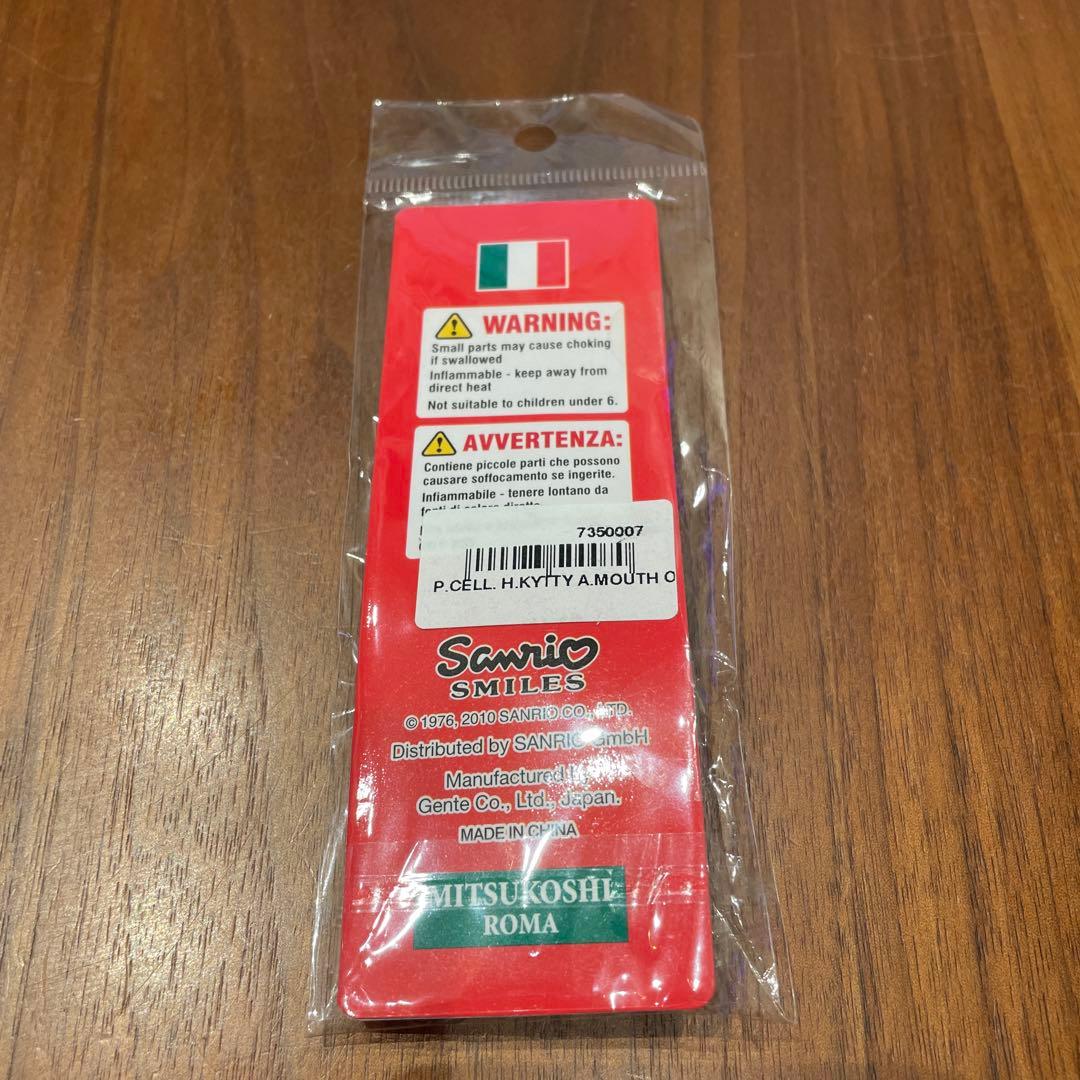 WARNING:
Small parts may cause choking
if swallowed
Inflammable - keep away from
direct heat
Not suitable to children under 6.
AVVERTENZA:
Contiene piccole parti che possono
causare soffocamento se ingerite.
Infiammabile - tenere lontano da
7350007
P.CELL. H.KYTTY A.MOUTH O
Sanrio
SMILES
© 1976, 2010 SANRIO CO., LTD.
Distributed by SANRIO GmbH
Manufactured by
Gente Co., Ltd., Japan.
MADE IN CHINA
MITSUKOSHI
ROMA